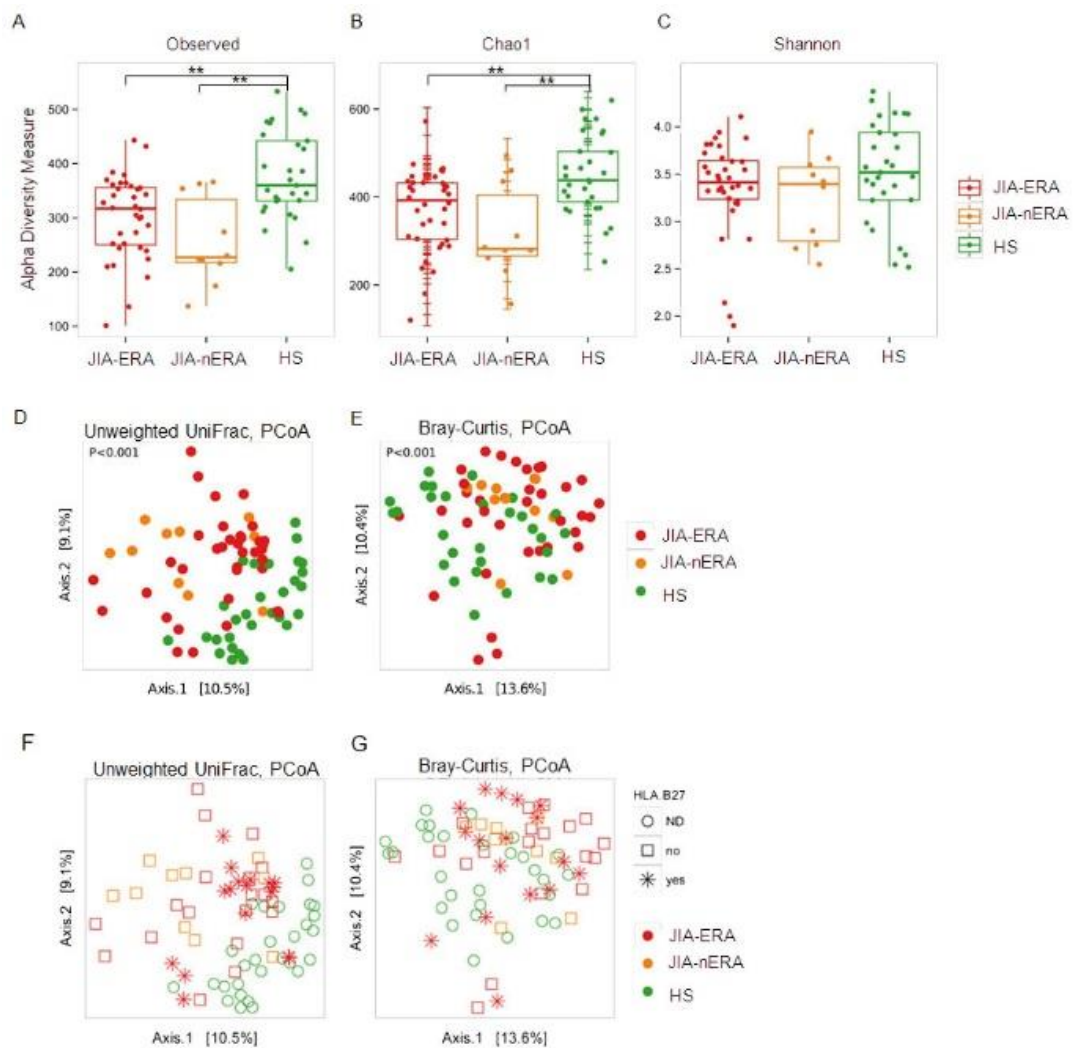 A
Observed
**
**
Alpha Diversity Measure
500
400
300
200
100
JIA-ERA
JIA-nERA
HS
B
Chao1
**
**
600
400
200
JIA-ERA
JIA-nERA
HS
C
Shannon
4.0
3.5
3.0
3.5
2.0
JIA-ERA
JIA-nERA
HS
JIA-ERA
JIA-nERA
HS
D
Unweighted UniFrac, PCoA
P<0.001
Axis.2 [9.1%]
Axis.1 [10.5%]
E
Bray-Curtis, PCoA
P<0.001
Axis.2 [10.4%]
Axis.1 [13.6%]
JIA-ERA
JIA-nERA
HS
F
Unweighted UniFrac, PCoA
Axis.2 [9.1%]
Axis.1 [10.5%]
G
Bray-Curtis, PCoA
Axis.2 [10.4%]
Axis.1 [13.6%]
HLA.B27
ND
no
yes
JIA-ERA
JIA-nERA
HS